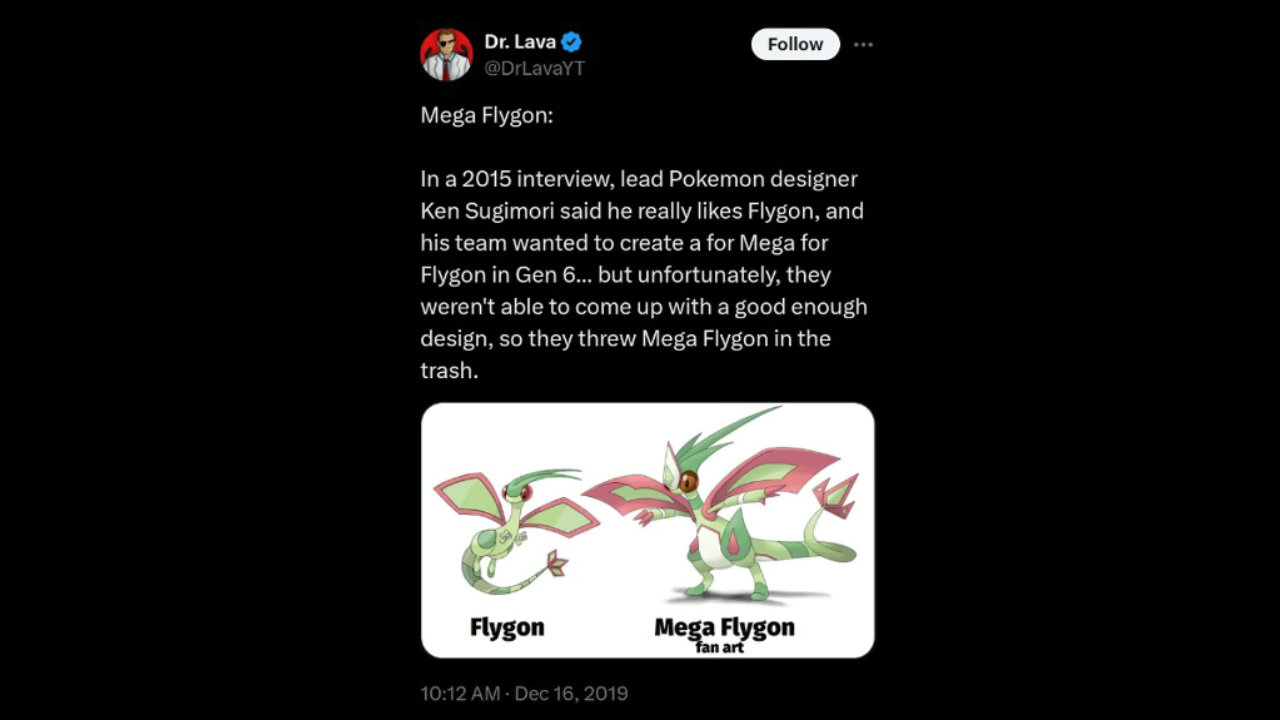 Dr. Lava
Follow
@DrLavaYT
Mega Flygon:
In a 2015 interview, lead Pokemon designer
Ken Sugimori said he really likes Flygon, and
his team wanted to create a for Mega for
Flygon in Gen 6... but unfortunately, they
weren't able to come up with a good enough
design, so they threw Mega Flygon in the
trash.
Flygon
Mega Flygon
fan art
10:12 AM · Dec 16, 2019